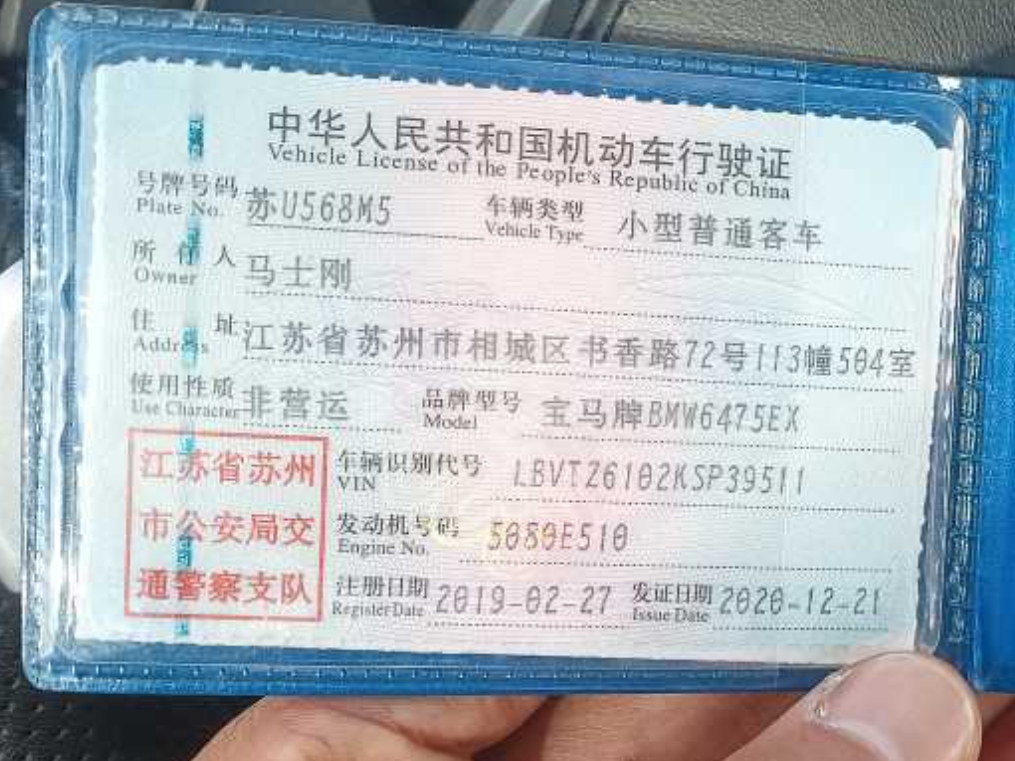 中华人民共和国机动车行驶证
Vehicle License of the People's Republic of China
号牌号码 苏U568M5 车辆类型 小型普通客车
Plate No. Vehicle Type
所有人 马士刚
Owner
住址 江苏省苏州市相城区书香路72号113幢504室
Address
使用性质 非营运 品牌型号 宝马牌BMW6475EX
Use Character Model
江苏省苏州
市公安局交
通警察支队
车辆识别代号 LBVTZ6102KSP39511
VIN
发动机号码 5080E510
Engine No.
注册日期 2019-02-27 发证日期 2020-12-21
Register Date Issue Date